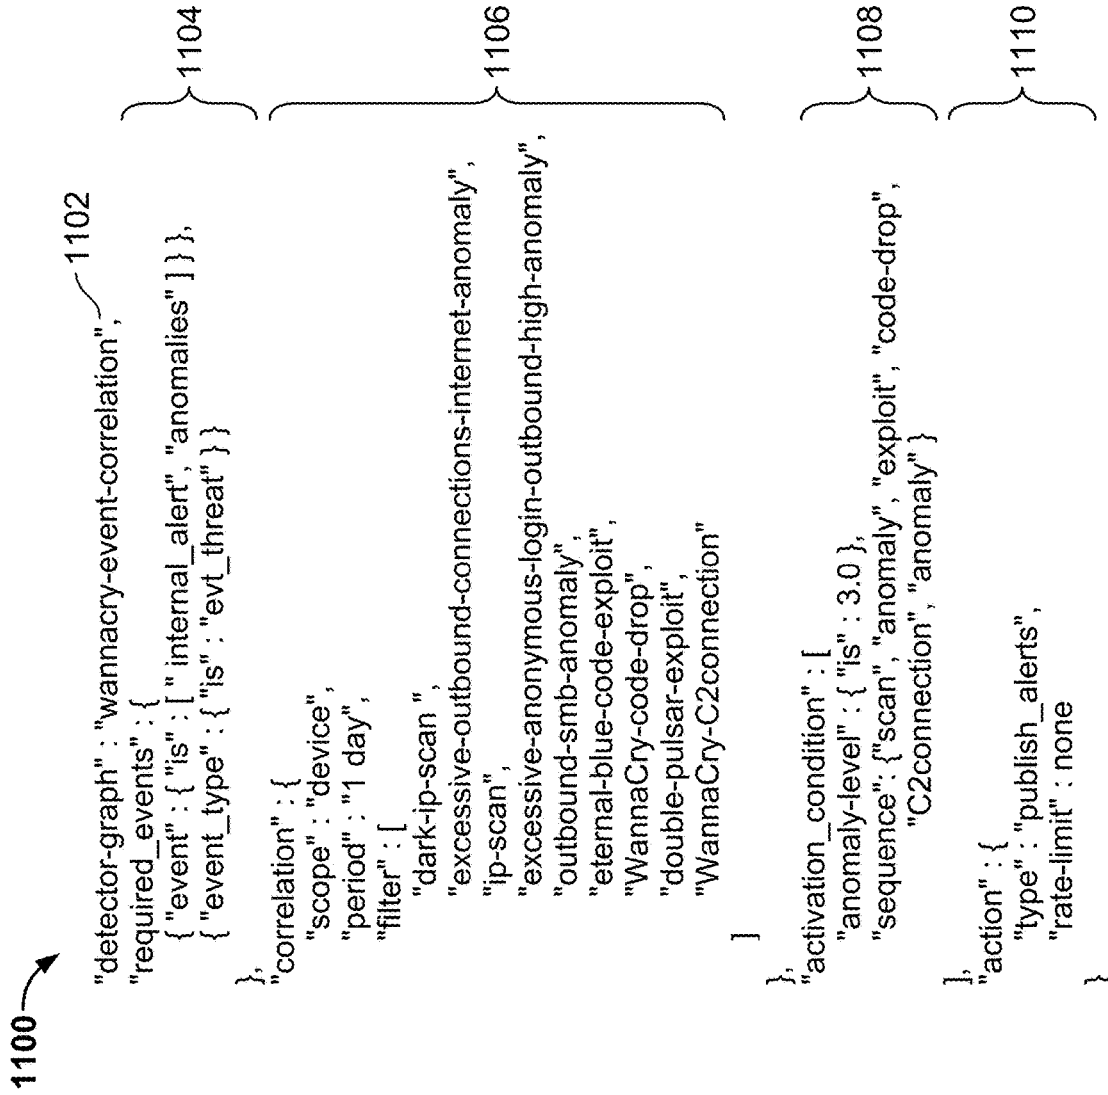 1100
"detector-graph" : "wannacry-event-correlation", 1102
"required_events" : {
{ "event" : { "is" : [ " internal_alert", "anomalies" ] } },
{ "event_type" : { "is" : "evt_threat" } }
},
1104
"correlation" : {
"scope" : "device",
"period" : "1 day",
"filter" : [
"dark-ip-scan ",
"excessive-outbound-connections-internet-anomaly",
"ip-scan",
"excessive-anonymous-login-outbound-high-anomaly",
"outbound-smb-anomaly",
"eternal-blue-code-exploit",
"WannaCry-code-drop",
"double-pulsar-exploit",
"WannaCry-C2connection"
]
},
1106
"activation_condition" : [
"anomaly-level" : { "is" : 3.0 },
"sequence" : {"scan", "anomaly", "exploit", "code-drop",
"C2connection", "anomaly" }
],
1108
"action" : {
"type" : "publish_alerts",
"rate-limit" : none
}
1110